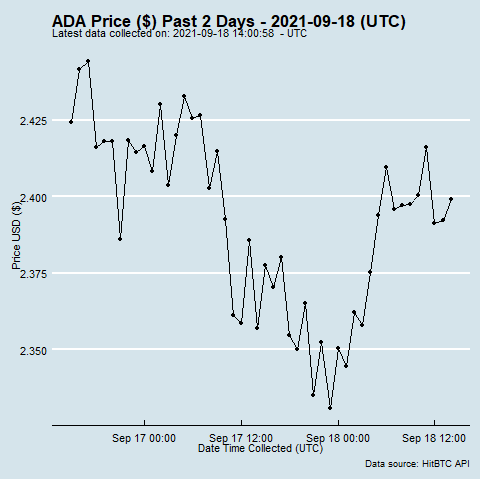 ADA Price ($) Past 2 Days - 2021-09-18 (UTC)
Latest data collected on: 2021-09-18 14:00:58  - UTC
2.425
2.400
2.375
2.350
Price USD ($)
Sep 17 00:00
Sep 17 12:00
Sep 18 00:00
Sep 18 12:00
Date Time Collected (UTC)
Data source: HitBTC API